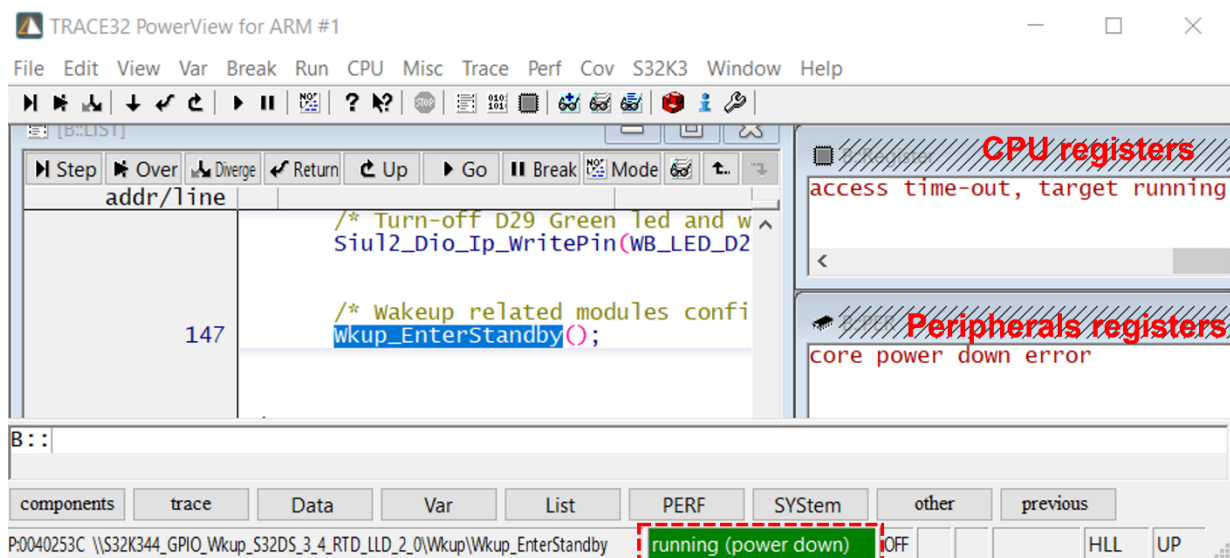 TRACE32 PowerView for ARM #1
File Edit View Var Break Run CPU Misc Trace Perf Cov S32K3 Window Help
[B::LIST]
Step Over Diverge Return Up Go Break Mode
addr/line
/* Turn-off D29 Green led and w
Siul2_Dio_Ip_WritePin(WB_LED_D2
/* Wakeup related modules confi
147 Wkup_EnterStandby();
B::Register
CPU registers
access time-out, target running
B::PER
Peripherals registers
core power down error
B::
components trace Data Var List PERF SYStem other previous
P:0040253C \\S32K344_GPIO_Wkup_S32DS_3_4_RTD_LLD_2_0\Wkup\Wkup_EnterStandby running (power down) OFF HLL UP